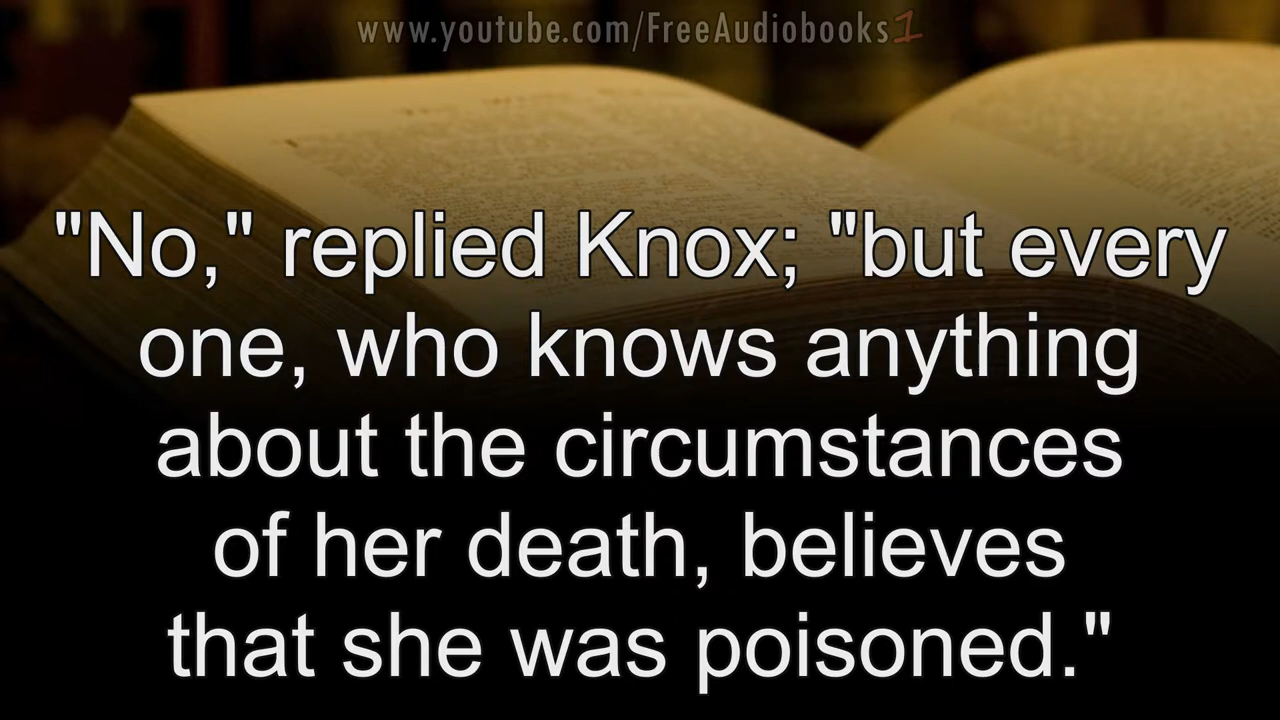 www.youtube.com/FreeAudiobooks1
"No," replied Knox; "but every
one, who knows anything
about the circumstances
of her death, believes
that she was poisoned."